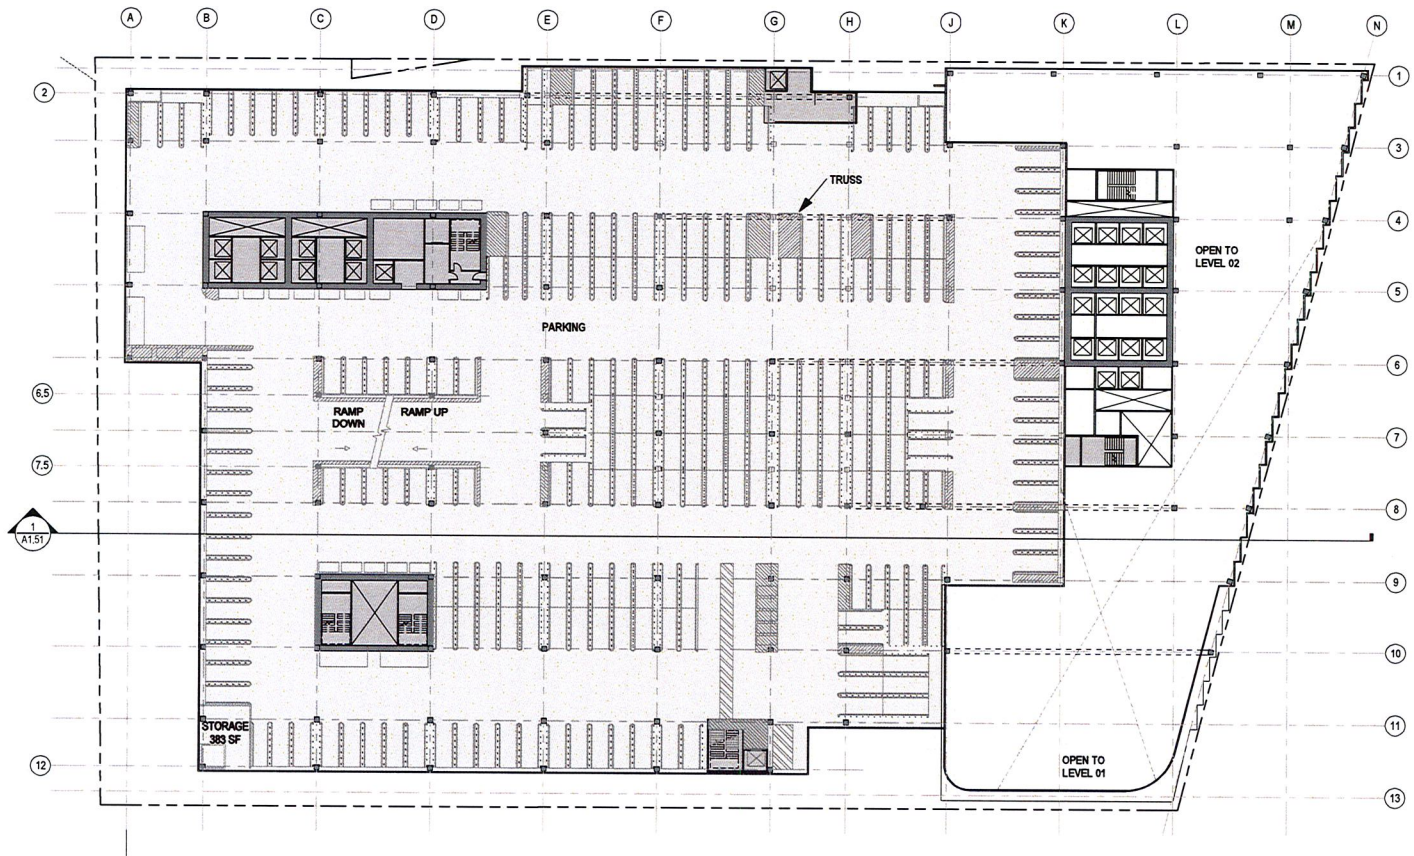 A
B
C
D
E
F
G
H
J
K
L
M
N
1
2
3
TRUSS
4
OPEN TO
LEVEL 02
5
PARKING
6
6.5
RAMP
DOWN
RAMP UP
7
7.5
8
1
A1.51
9
10
STORAGE
383 SF
11
12
OPEN TO
LEVEL 01
13